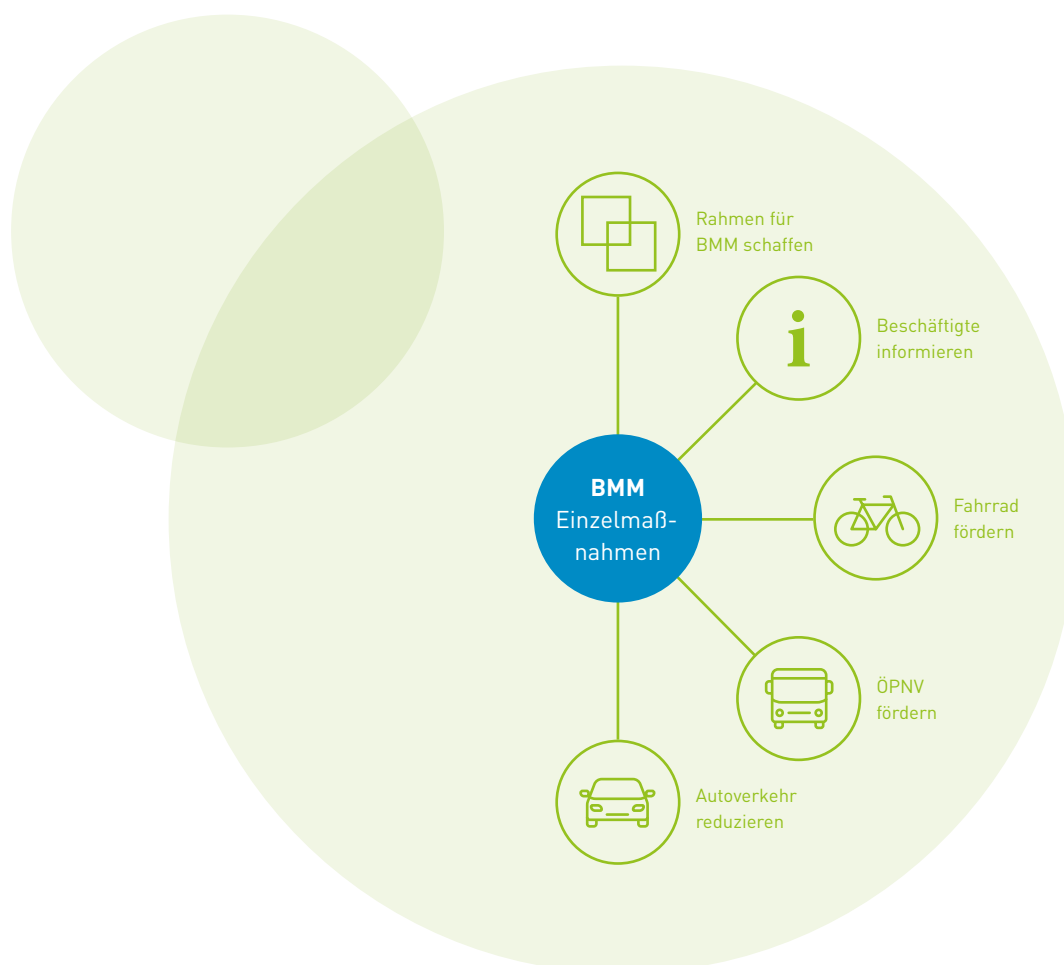 Rahmen für
BMM schaffen
Beschäftigte
informieren
BMM
Einzelmaß-
nahmen
Fahrrad
fördern
ÖPNV
fördern
Autoverkehr
reduzieren